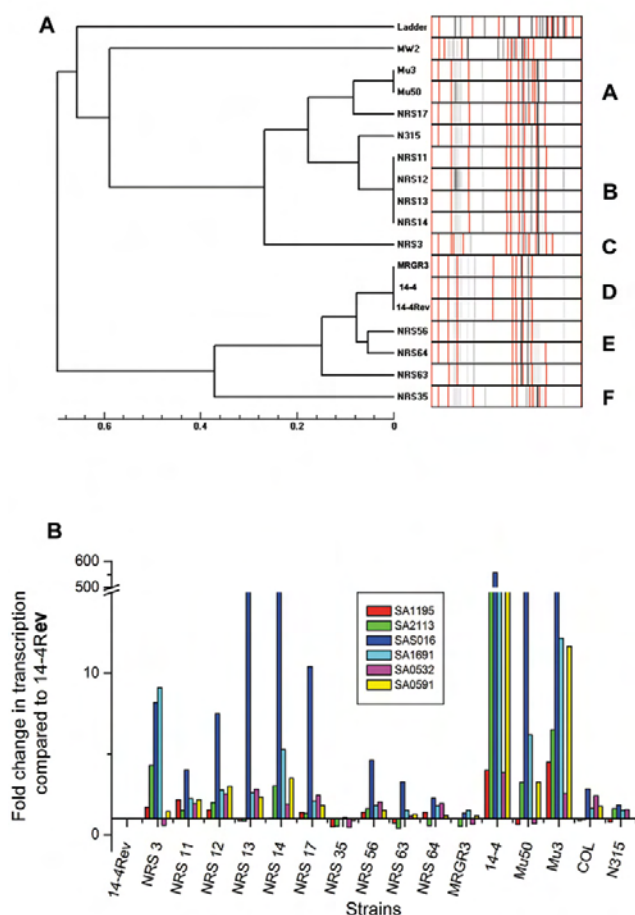 A
Ladder
MW2
Mu3
Mu50
A
NRS17
N315
NRS11
NRS12
B
NRS13
NRS14
NRS3
C
MRGR3
14-4
D
14-4Rev
NRS56
E
NRS64
NRS63
NRS35
F
0.6
0.4
0.2
0
B
Fold change in transcription
compared to 14-4Rev
600
500
10
0
SA1195
SA2113
SAS016
SA1691
SA0532
SA0591
14-4Rev
NRS 3
NRS 11
NRS 12
NRS 13
NRS 14
NRS 17
NRS 35
NRS 56
NRS 63
NRS 64
MRGR3
14-4
Mu50
Mu3
COL
N315
Strains